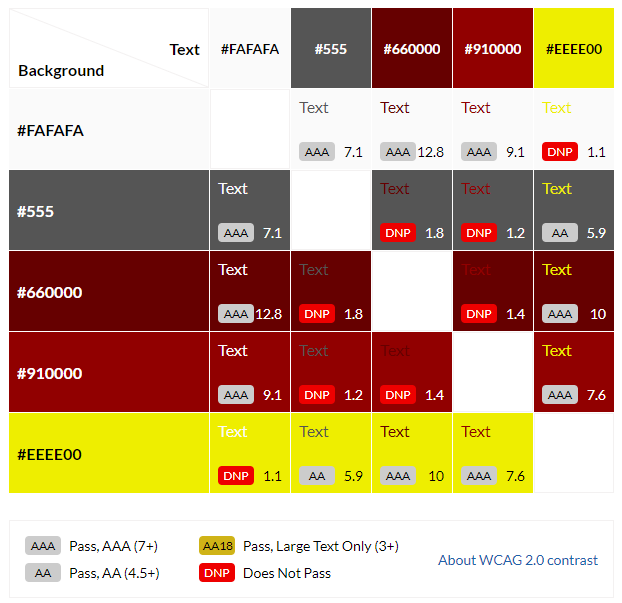 Text #FAFAFA #555 #660000 #910000 #EEEE00
Background
#FAFAFA Text Text Text Text
AAA 7.1 AAA 12.8 AAA 9.1 DNP 1.1
#555 Text Text Text Text
AAA 7.1 DNP 1.8 DNP 1.2 AA 5.9
#660000 Text Text Text Text
AAA 12.8 DNP 1.8 DNP 1.4 AAA 10
#910000 Text Text Text Text
AAA 9.1 DNP 1.2 DNP 1.4 AAA 7.6
#EEEE00 Text Text Text Text
DNP 1.1 AA 5.9 AAA 10 AAA 7.6
AAA Pass, AAA (7+) AA18 Pass, Large Text Only (3+)
About WCAG 2.0 contrast
AA Pass, AA (4.5+) DNP Does Not Pass